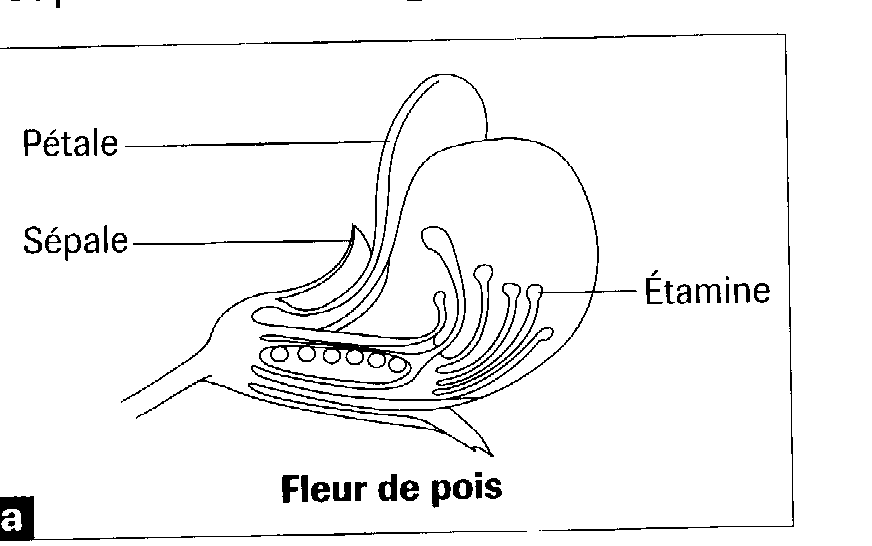 Pétale
Sépale
Étamine
Fleur de pois
a